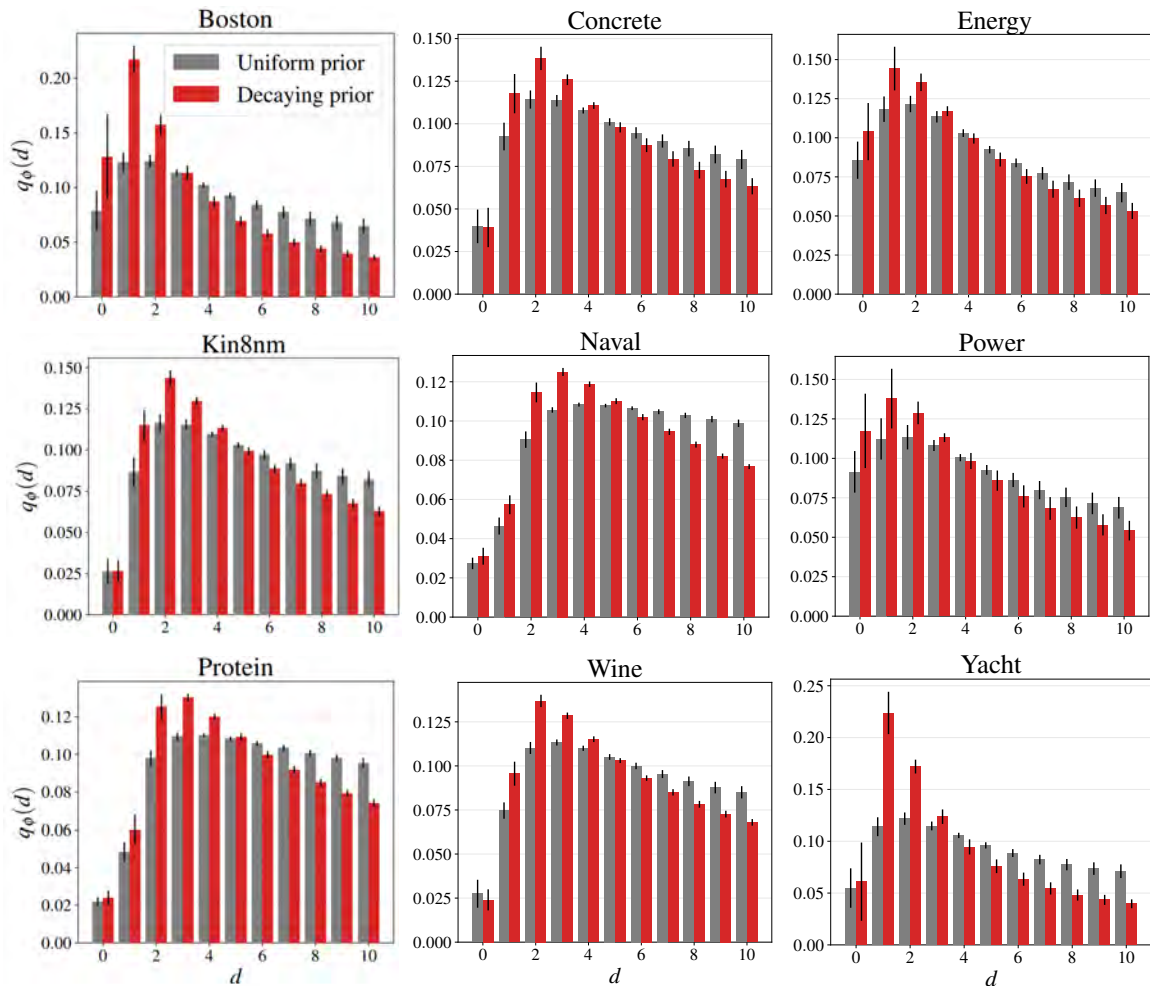 Boston
Concrete
Energy
Uniform prior
Decaying prior
qϕ(d)
0.20
0.15
0.10
0.05
0.00
0 2 4 6 8 10
0.150
0.125
0.100
0.075
0.050
0.025
0.000
0 2 4 6 8 10
0.150
0.125
0.100
0.075
0.050
0.025
0.000
0 2 4 6 8 10
Kin8nm
Naval
Power
qϕ(d)
0.150
0.125
0.100
0.075
0.050
0.025
0.000
0 2 4 6 8 10
0.12
0.10
0.08
0.06
0.04
0.02
0.00
0 2 4 6 8 10
0.150
0.125
0.100
0.075
0.050
0.025
0.000
0 2 4 6 8 10
Protein
Wine
Yacht
qϕ(d)
0.12
0.10
0.08
0.06
0.04
0.02
0.00
0 2 4 6 8 10
d
0.125
0.100
0.075
0.050
0.025
0.000
0 2 4 6 8 10
d
0.25
0.20
0.15
0.10
0.05
0.00
0 2 4 6 8 10
d